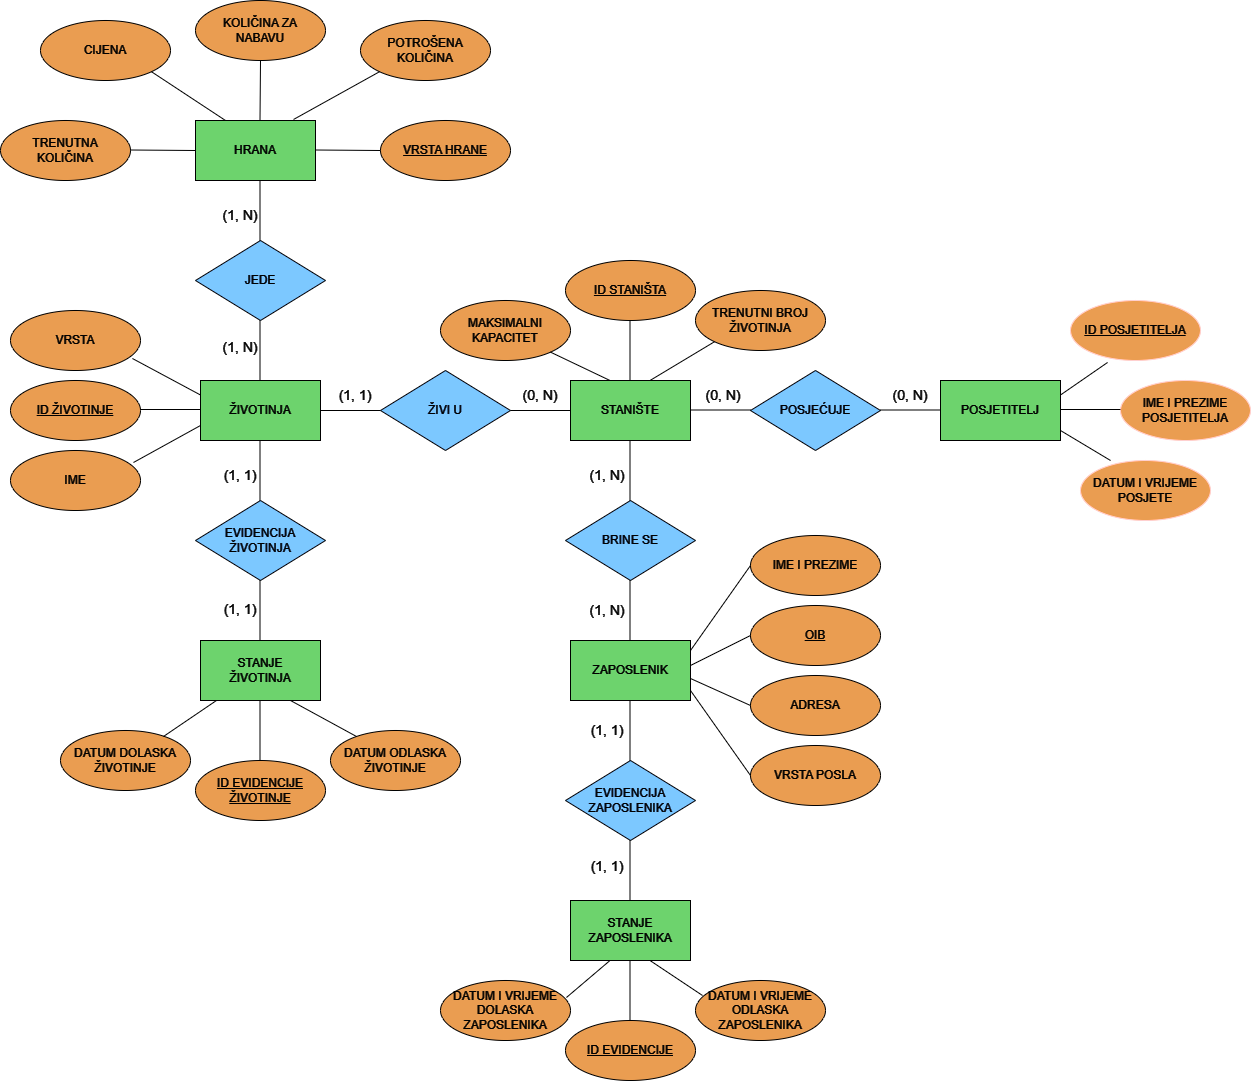 KOLIČINA ZA
NABAVU
CIJENA
POTROŠENA
KOLIČINA
TRENUTNA
KOLIČINA
HRANA
VRSTA HRANE
(1, N)
JEDE
(1, N)
VRSTA
ID ŽIVOTINJE
IME
ŽIVOTINJA
(1, 1)
ŽIVI U
(0, N)
MAKSIMALNI
KAPACITET
ID STANIŠTA
TRENUTNI BROJ
ŽIVOTINJA
STANIŠTE
(0, N)
POSJEĆUJE
(0, N)
POSJETITELJ
ID POSJETITELJA
IME I PREZIME
POSJETITELJA
DATUM I VRIJEME
POSJETE
(1, 1)
EVIDENCIJA
ŽIVOTINJA
(1, 1)
STANJE
ŽIVOTINJA
DATUM DOLASKA
ŽIVOTINJE
ID EVIDENCIJE
ŽIVOTINJE
DATUM ODLASKA
ŽIVOTINJE
(1, N)
BRINE SE
(1, N)
ZAPOSLENIK
IME I PREZIME
OIB
ADRESA
VRSTA POSLA
(1, 1)
EVIDENCIJA
ZAPOSLENIKA
(1, 1)
STANJE
ZAPOSLENIKA
DATUM I VRIJEME
DOLASKA
ZAPOSLENIKA
ID EVIDENCIJE
DATUM I VRIJEME
ODLASKA
ZAPOSLENIKA